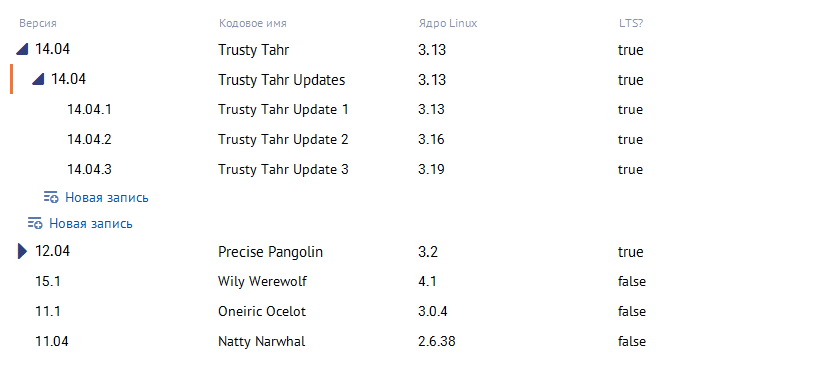 Версия Кодовое имя Ядро Linux LTS?
14.04 Trusty Tahr 3.13 true
14.04 Trusty Tahr Updates 3.13 true
14.04.1 Trusty Tahr Update 1 3.13 true
14.04.2 Trusty Tahr Update 2 3.16 true
14.04.3 Trusty Tahr Update 3 3.19 true
Новая запись
Новая запись
12.04 Precise Pangolin 3.2 true
15.1 Wily Werewolf 4.1 false
11.1 Oneiric Ocelot 3.0.4 false
11.04 Natty Narwhal 2.6.38 false